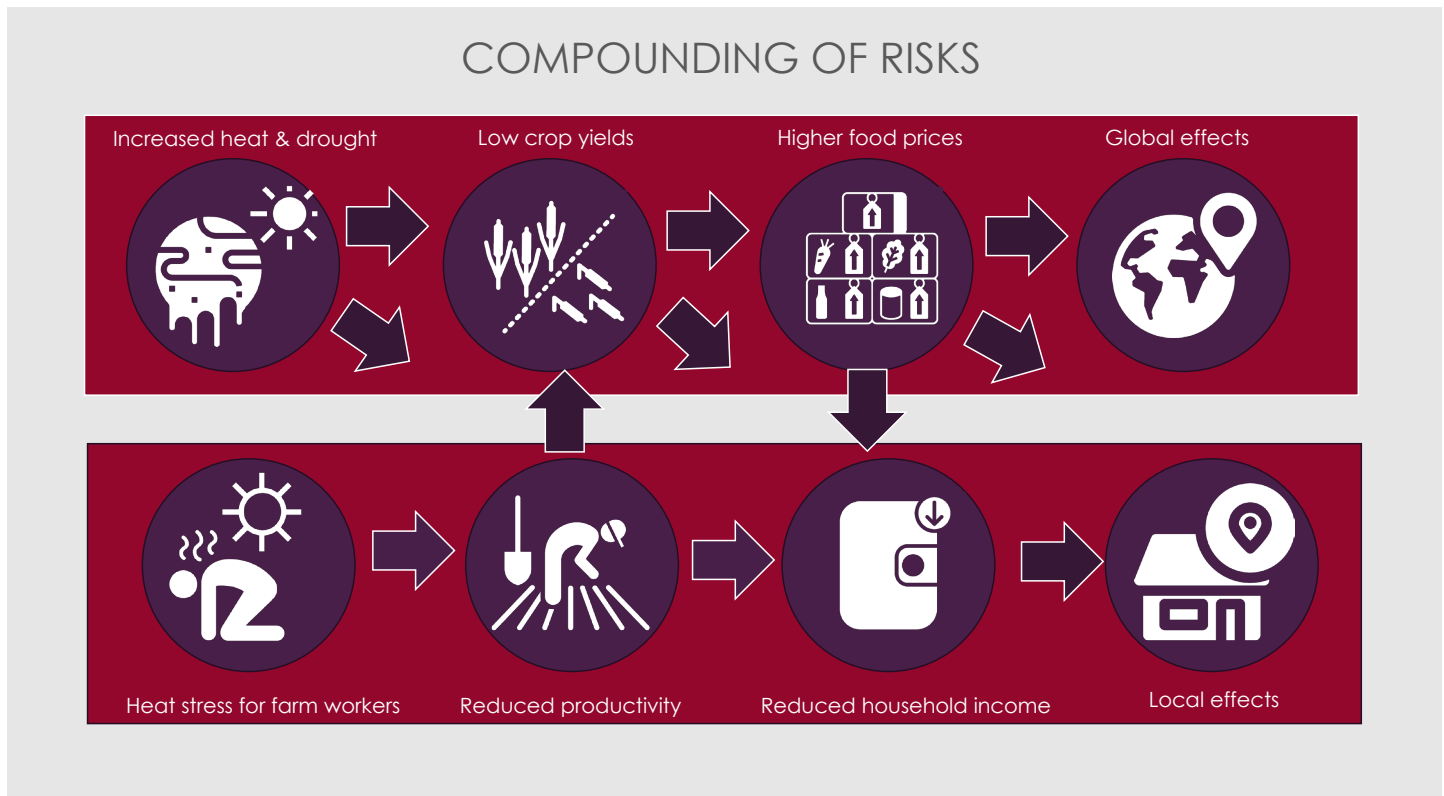 COMPOUNDING OF RISKS
Increased heat & drought
Low crop yields
Higher food prices
Global effects
Heat stress for farm workers
Reduced productivity
Reduced household income
Local effects